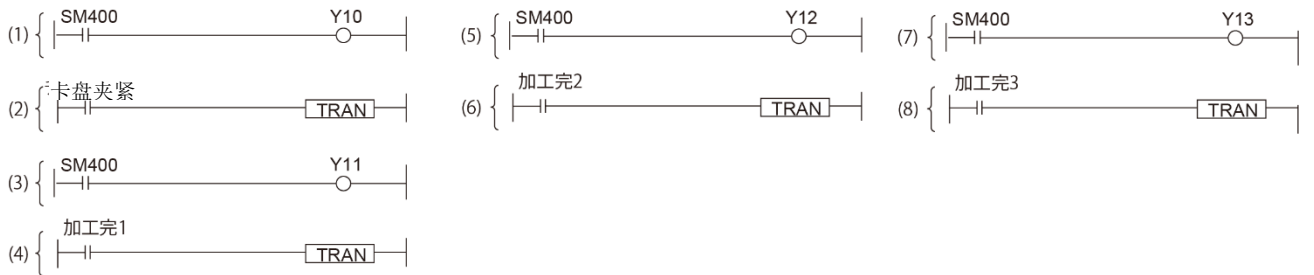 (1) SM400 Y10
(2) 卡盘夹紧 TRAN
(3) SM400 Y11
(4) 加工完1 TRAN
(5) SM400 Y12
(6) 加工完2 TRAN
(7) SM400 Y13
(8) 加工完3 TRAN